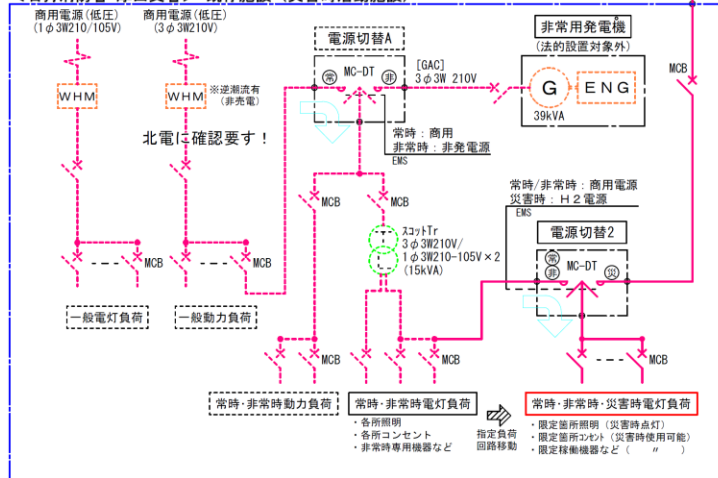 商用電源(低圧)
(1φ3W210/105V)
商用電源(低圧)
(3φ3W210V)
WHM
WHM
※逆潮流有
(非売電)
北電に確認要す！
電源切替A
常
MC-DT
非
[GAC]
3φ3W 210V
常時：商用
非常時：非発電源
EMS
非常用発電機
(法的設置対象外)
G
ENG
39kVA
MCB
MCB
MCB
スコットTr
3φ3W210V/
1φ3W210-105V×2
(15kVA)
常時/非常時：商用電源
災害時：H2電源
EMS
電源切替2
常
非
MC-DT
災
MCB
MCB
一般電灯負荷
一般動力負荷
MCB
MCB
MCB
常時・非常時動力負荷
常時・非常時電灯負荷
・各所照明
・各所コンセント
・非常時専用機器など
指定負荷
回路移動
常時・非常時・災害時電灯負荷
・限定箇所照明（災害時点灯）
・限定箇所コンセント（災害時使用可能）
・限定稼働機器など（　〃　）